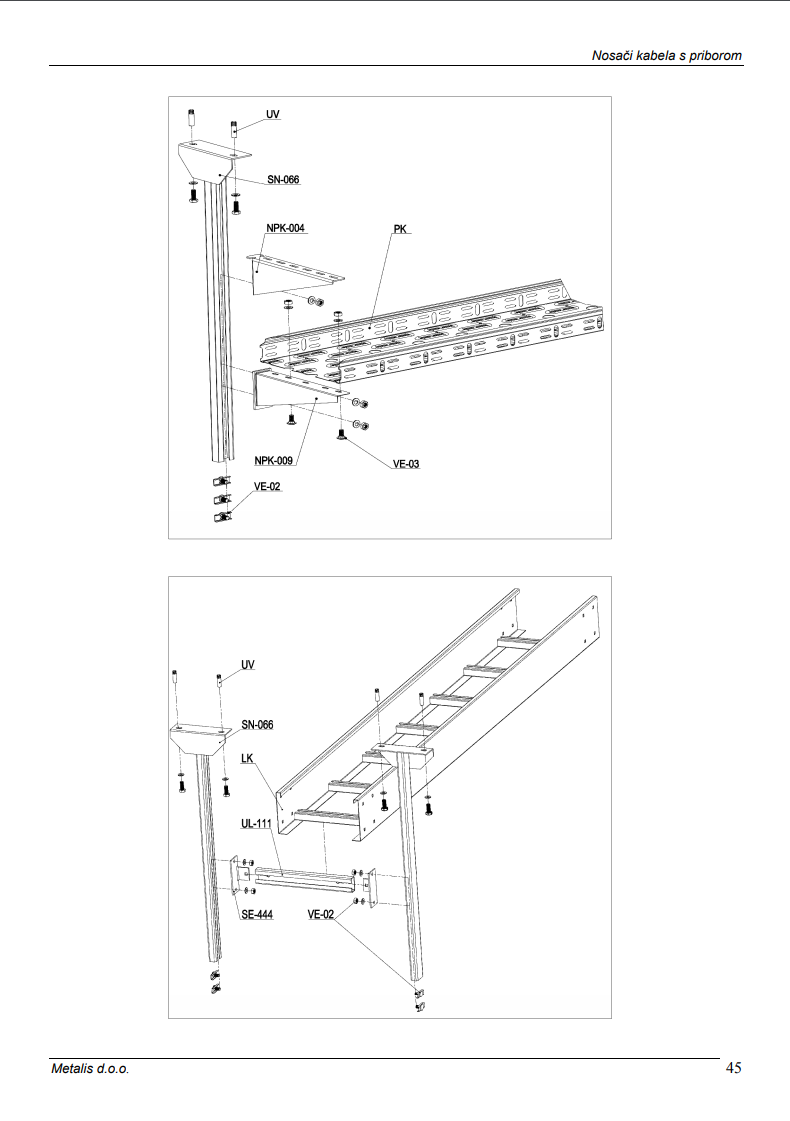 Nosači kabela s priborom
UV
SN-066
NPK-004
PK
NPK-009
VE-03
VE-02
UV
SN-066
LK
UL-111
SE-444
VE-02
Metalis d.o.o.
45